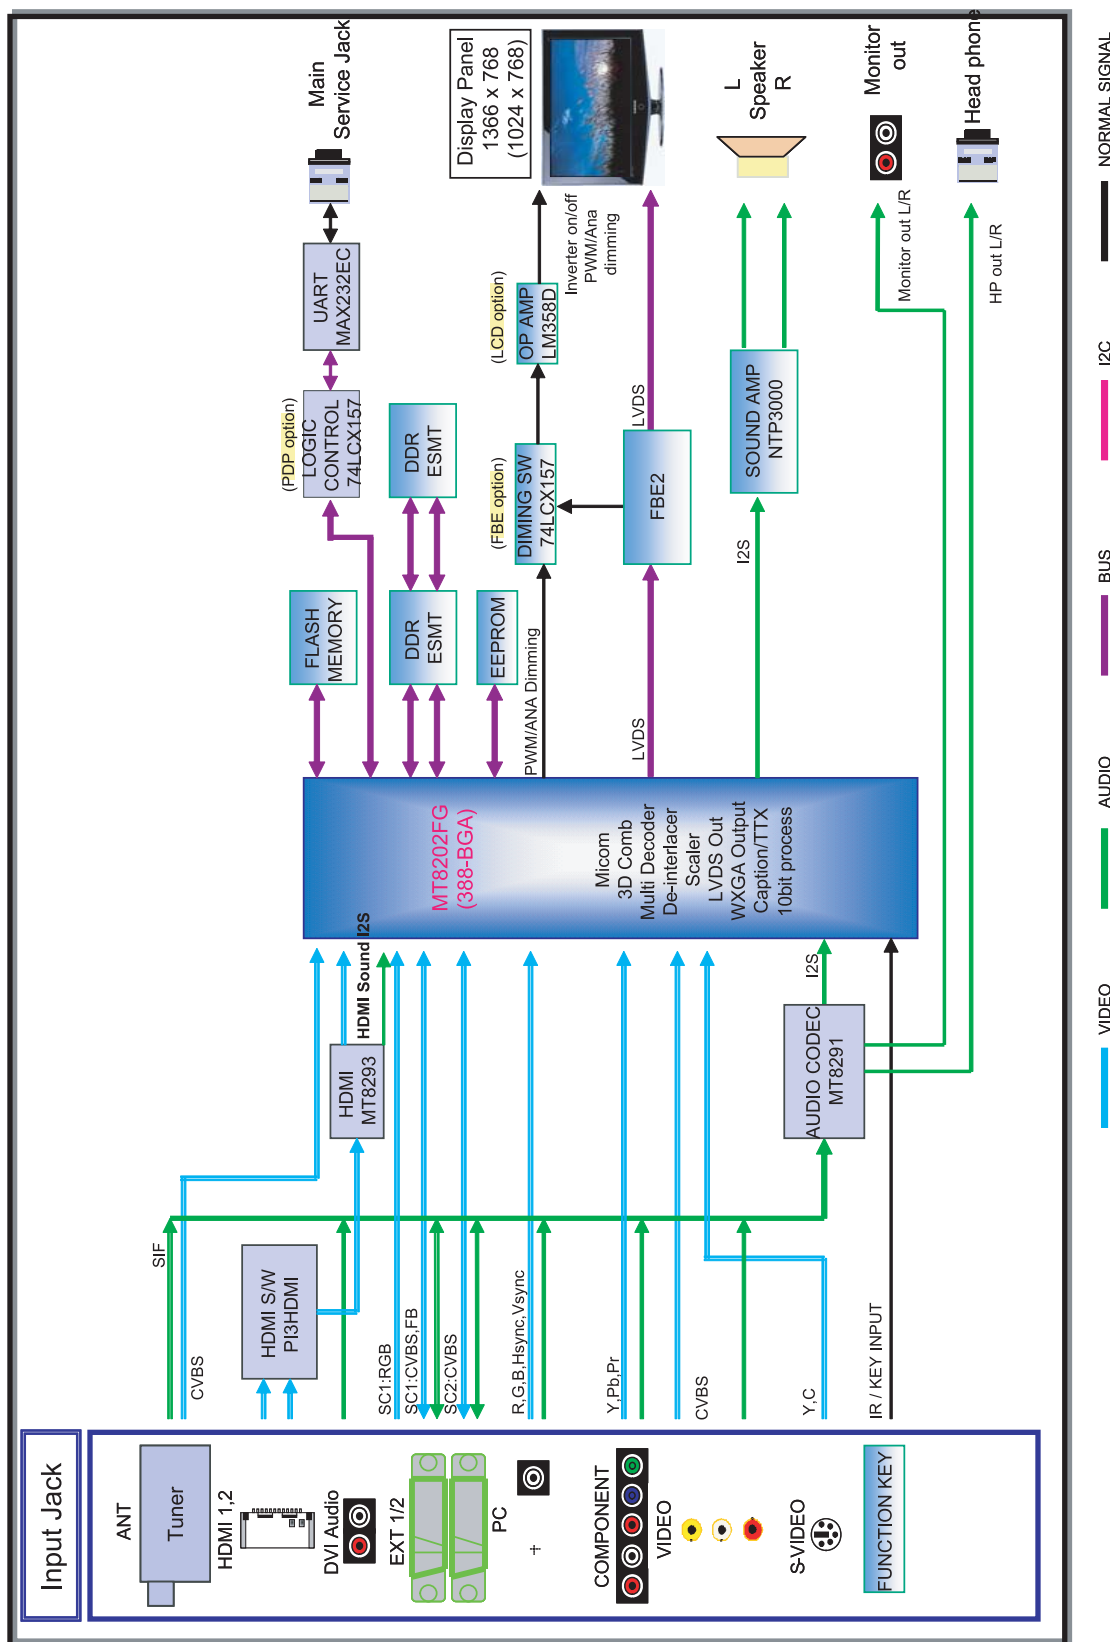 Input Jack
ANT
Tuner
HDMI 1,2
DVI Audio
EXT 1/2
PC
+
COMPONENT
VIDEO
S-VIDEO
FUNCTION KEY
SIF
CVBS
HDMI S/W
PI3HDMI
SC1:RGB
SC1:CVBS,FB
SC2:CVBS
R,G,B,Hsync,Vsync
Y,Pb,Pr
CVBS
Y,C
IR / KEY INPUT
HDMI
MT8293
HDMI Sound I2S
AUDIO CODEC
MT8291
I2S
MT8202FG
(388-BGA)
Micom
3D Comb
Multi Decoder
De-interlacer
Scaler
LVDS Out
WXGA Output
Caption/TTX
10bit process
FLASH
MEMORY
DDR
ESMT
EEPROM
PWM/ANA Dimming
LVDS
I2S
(PDP option)
LOGIC
CONTROL
74LCX157
DDR
ESMT
(FBE option)
DIMING SW
74LCX157
FBE2
LVDS
SOUND AMP
NTP3000
UART
MAX232EC
(LCD option)
OP AMP
LM358D
Inverter on/off
PWM/Ana
dimming
Monitor out L/R
HP out L/R
Main
Service Jack
Display Panel
1366 x 768
(1024 x 768)
L
Speaker
R
Monitor
out
Head phone
VIDEO
AUDIO
BUS
I2C
NORMAL SIGNAL